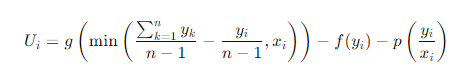 U_i = g\left(\min\left(\frac{\sum_{k=1}^{n} y_k}{n-1} - \frac{y_i}{n-1}, x_i\right)\right) - f(y_i) - p\left(\frac{y_i}{x_i}\right)